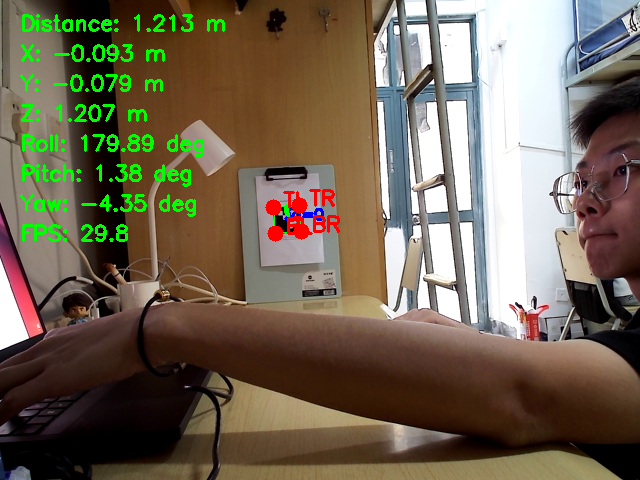 Distance: 1.213 m
X: -0.093 m
Y: -0.079 m
Z: 1.207 m
Roll: 179.89 deg
Pitch: 1.38 deg
Yaw: -4.35 deg
FPS: 29.8
TL TR
BL BR